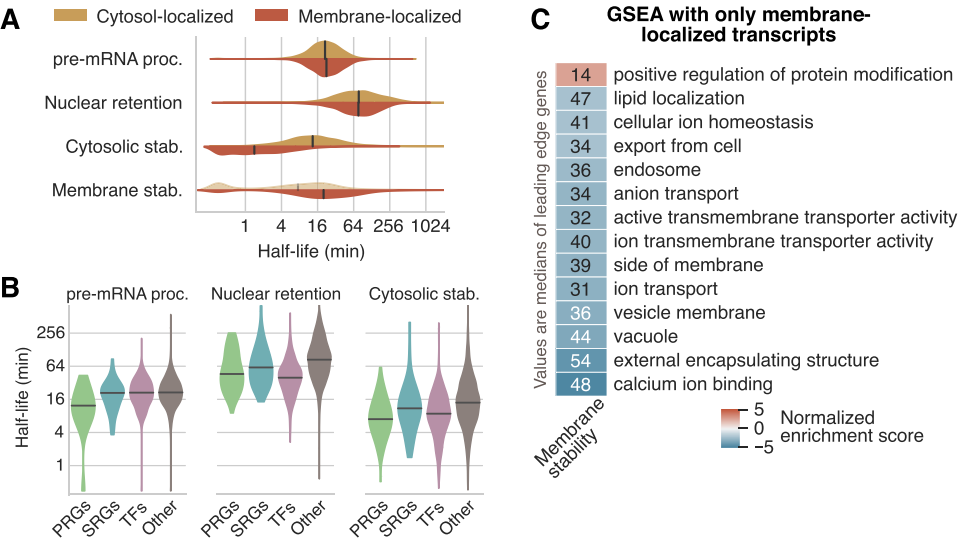 A
Cytosol-localized
Membrane-localized
pre-mRNA proc.
Nuclear retention
Cytosolic stab.
Membrane stab.
1 4 16 64 256 1024
Half-life (min)
B
pre-mRNA proc.
Nuclear retention
Cytosolic stab.
Half-life (min)
256
64
16
4
1
PRGs SRGs TFs Other
PRGs SRGs TFs Other
PRGs SRGs TFs Other
C
GSEA with only membrane-
localized transcripts
Values are medians of leading edge genes
14 positive regulation of protein modification
47 lipid localization
41 cellular ion homeostasis
34 export from cell
36 endosome
34 anion transport
32 active transmembrane transporter activity
40 ion transmembrane transporter activity
39 side of membrane
31 ion transport
36 vesicle membrane
44 vacuole
54 external encapsulating structure
48 calcium ion binding
Membrane
stability
5
0
−5
Normalized
enrichment score